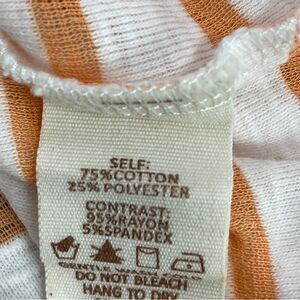 SELF:
75%COTTON
25% POLYESTER
CONTRAST:
95%RAYON
5%SPANDEX
DO NOT BLEACH
HANG TO DRY